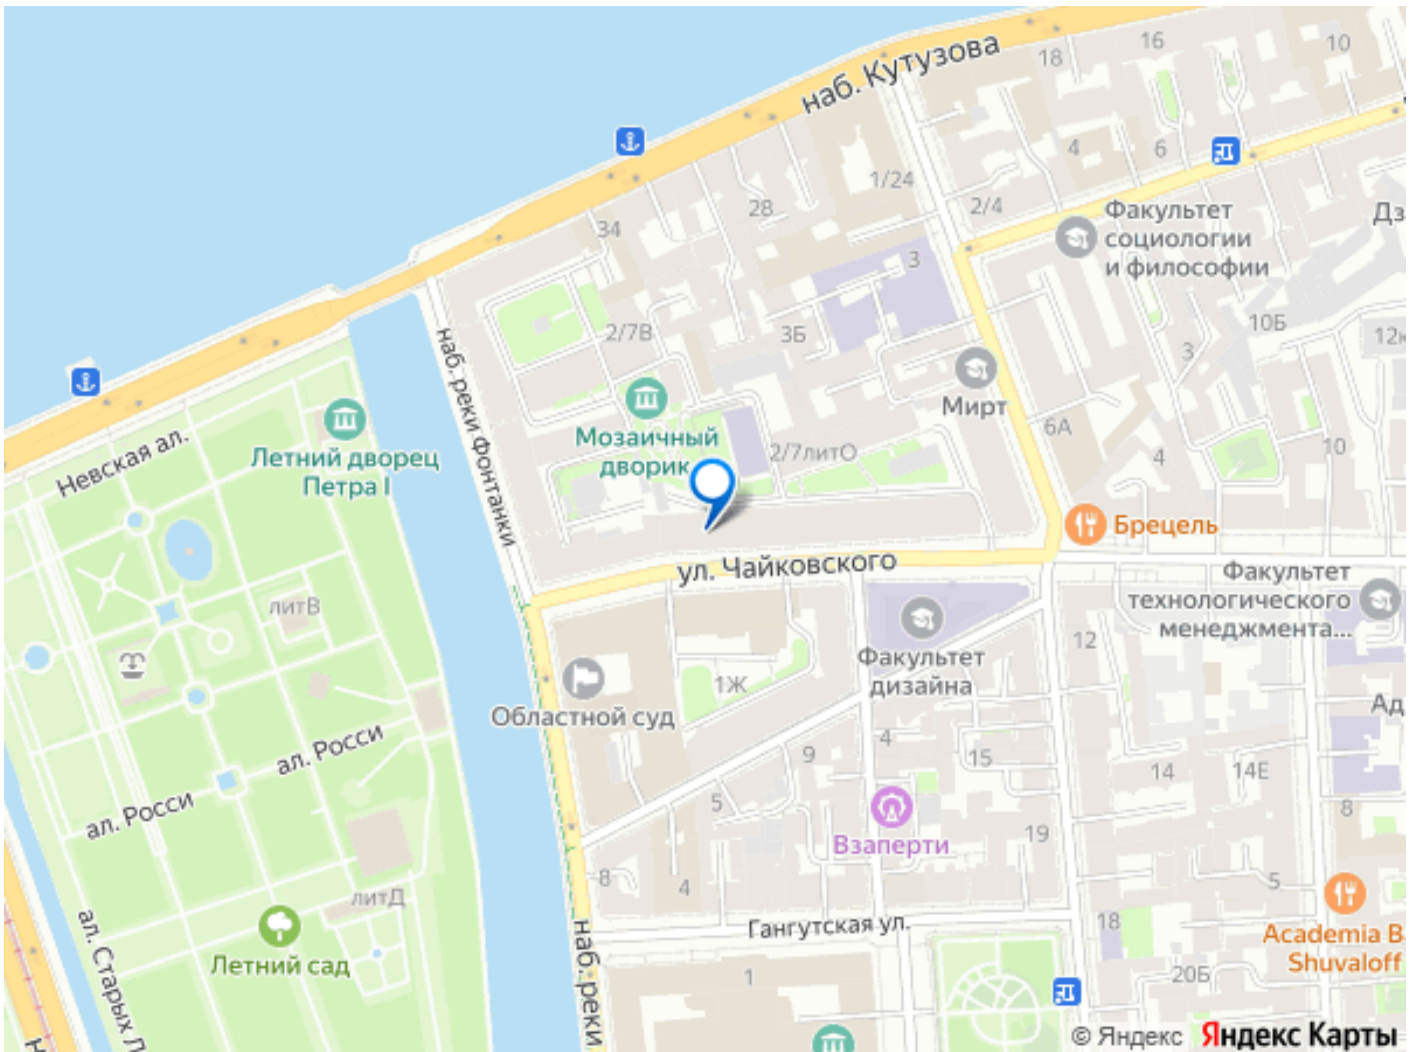 наб. Кутузова
18
16
10
4
6
1/24
2/4
28
34
Факультет
социологии
и философии
Дз
3
10Б
3
12к
2/7В
3Б
наб. реки Фонтанки
Мирт
6А
4
10
Мозаичный
дворик
2/7литО
Невская ал.
Летний дворец
Петра I
Брецель
ул. Чайковского
Факультет
технологического
менеджмента...
литВ
12
Факультет
дизайна
1Ж
Областной суд
Ад
ал. Росси
4
9
15
14
14Е
ал. Росси
5
8
Взаперти
19
8
4
5
литД
Гангутская ул.
18
Academia B
Shuvaloff
ал. Старых Л
Летний сад
наб. реки
1
20Б
Н
© Яндекс Яндекс Карты